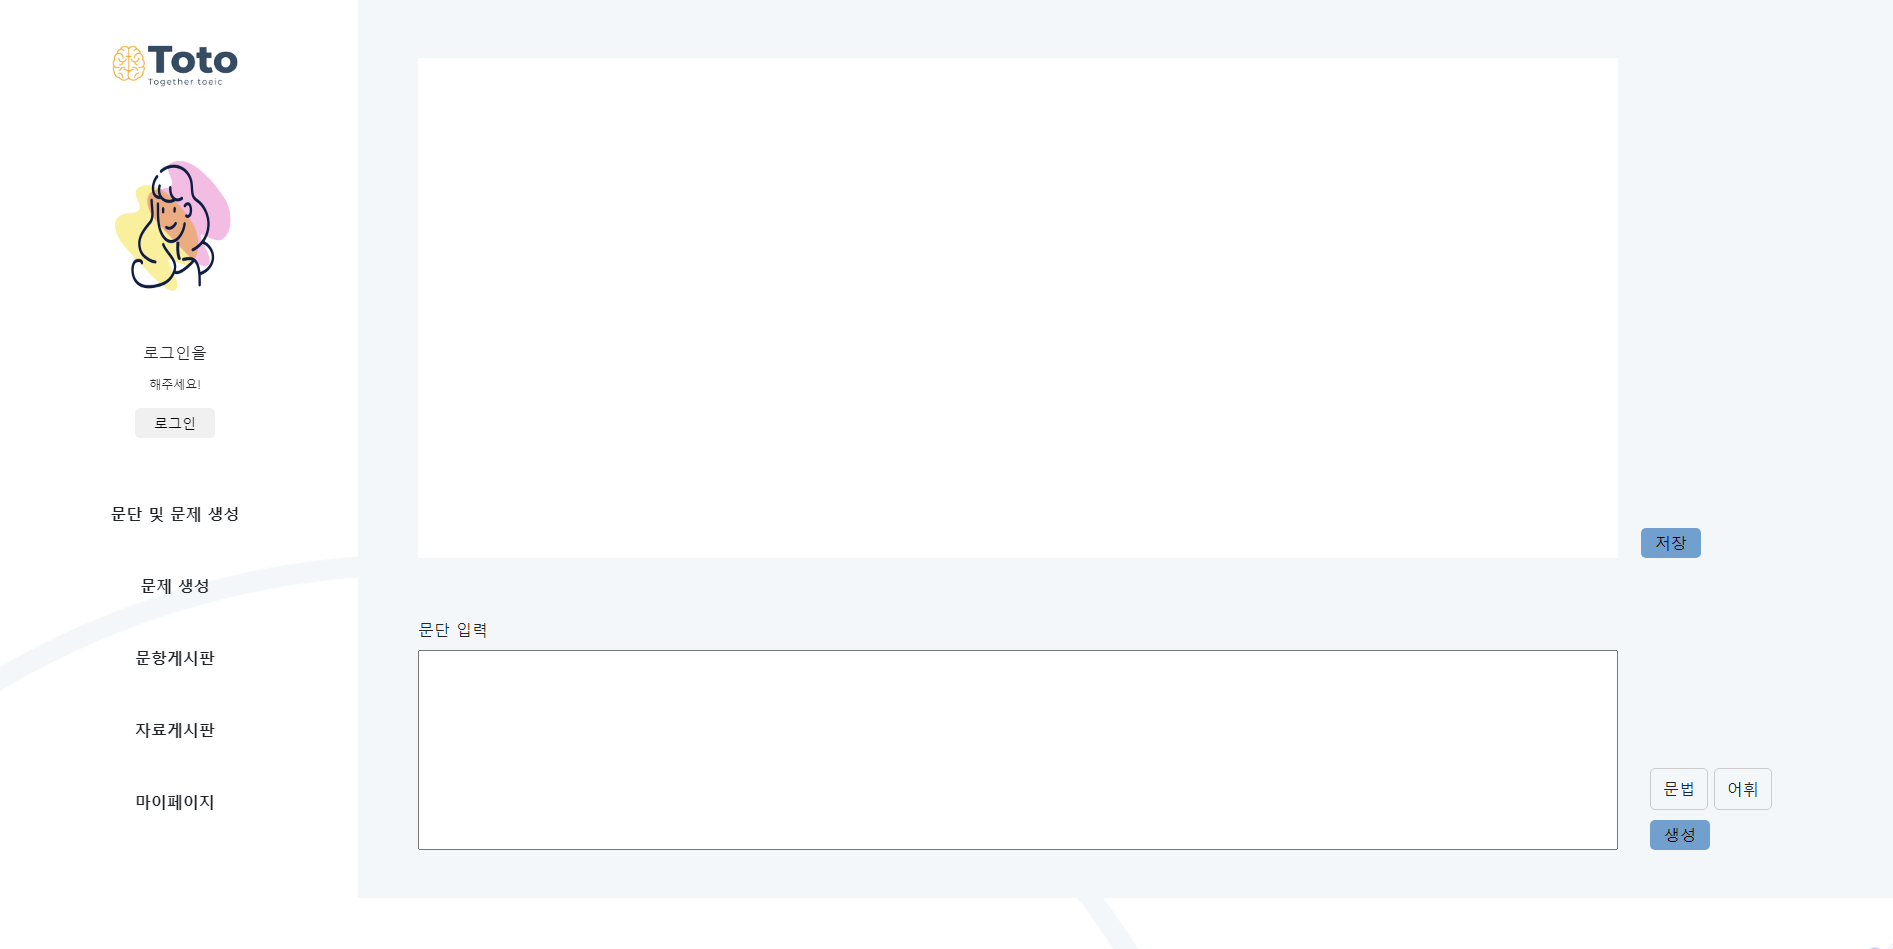 Toto
Together toeic
로그인을
해주세요!
로그인
문단 및 문제 생성
문제 생성
문항게시판
자료게시판
마이페이지
저장
문단 입력
문법 어휘
생성